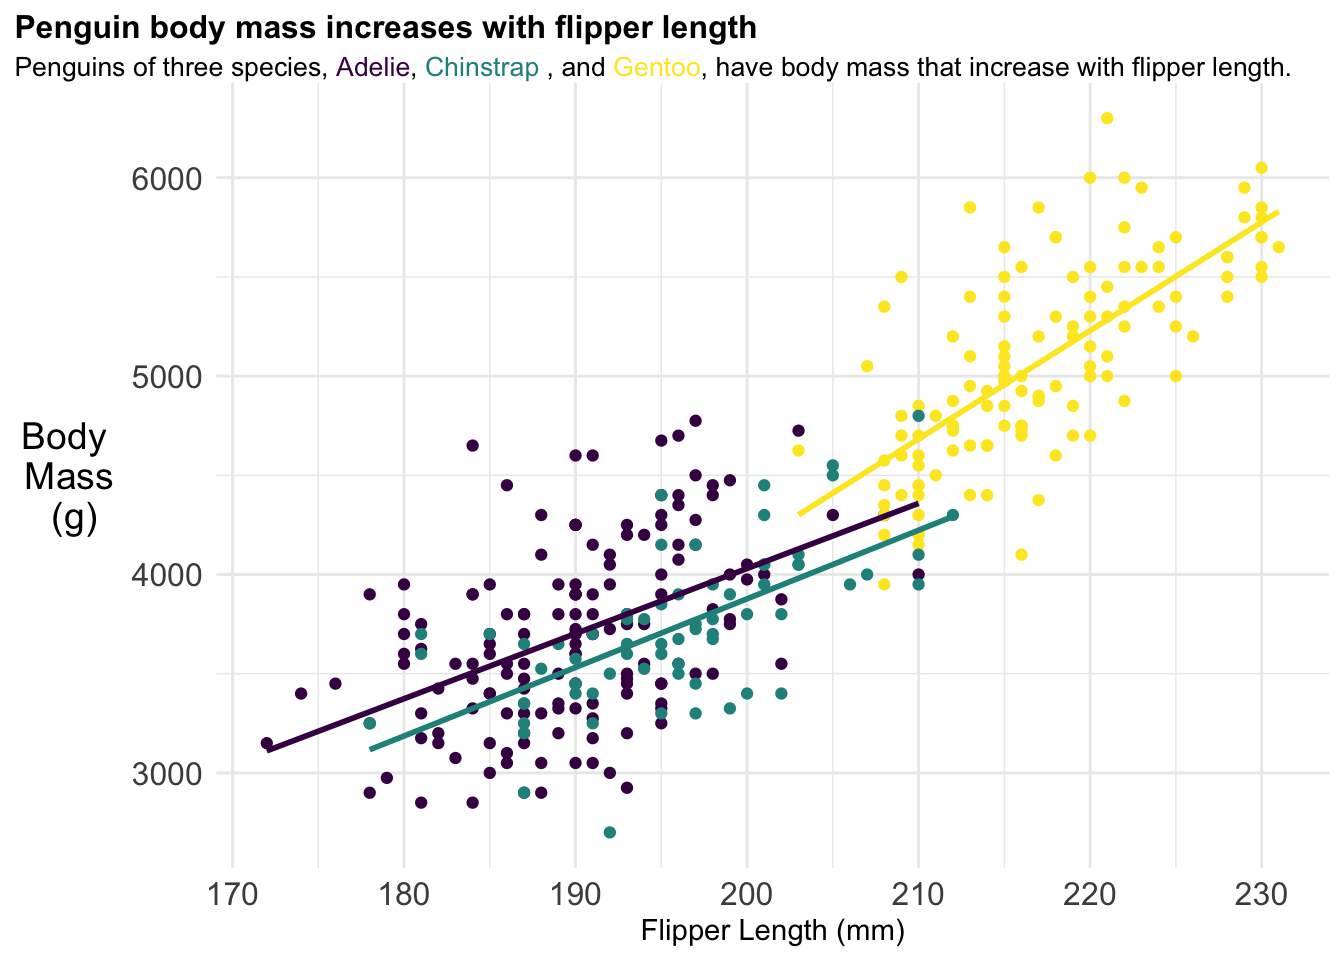 Penguin body mass increases with flipper length
Penguins of three species, Adelie, Chinstrap , and Gentoo, have body mass that increase with flipper length.
6000
5000
Body
Mass
(g)
4000
3000
170 180 190 200 210 220 230
Flipper Length (mm)